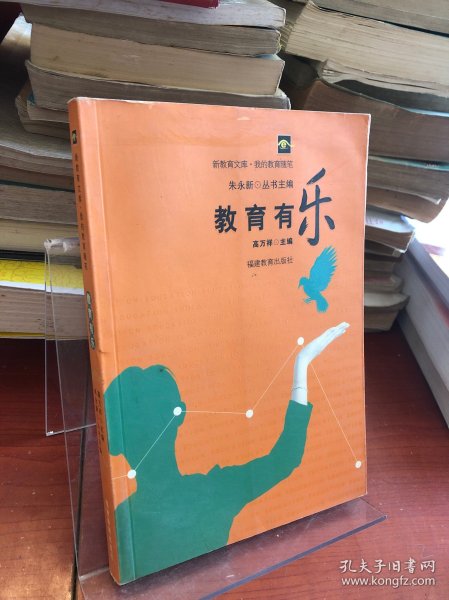 新教育文库·我的教育随笔
朱永新⊙丛书主编
教育有乐
高万祥⊙主编
福建教育出版社
孔夫子旧书网
www.kongfz.com